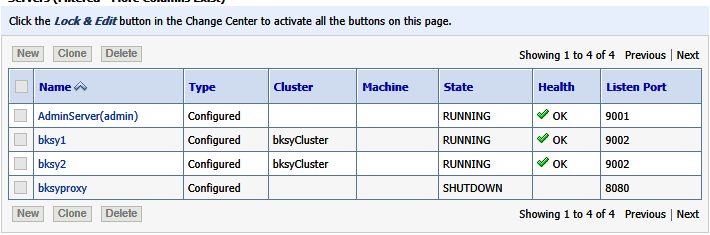 Servers (Filtered - More Columns Exist)
Click the Lock & Edit button in the Change Center to activate all the buttons on this page.
New Clone Delete Showing 1 to 4 of 4 Previous | Next
Name Type Cluster Machine State Health Listen Port
AdminServer(admin) Configured RUNNING OK 9001
bksy1 Configured bksyCluster RUNNING OK 9002
bksy2 Configured bksyCluster RUNNING OK 9002
bksyproxy Configured SHUTDOWN 8080
New Clone Delete Showing 1 to 4 of 4 Previous | Next